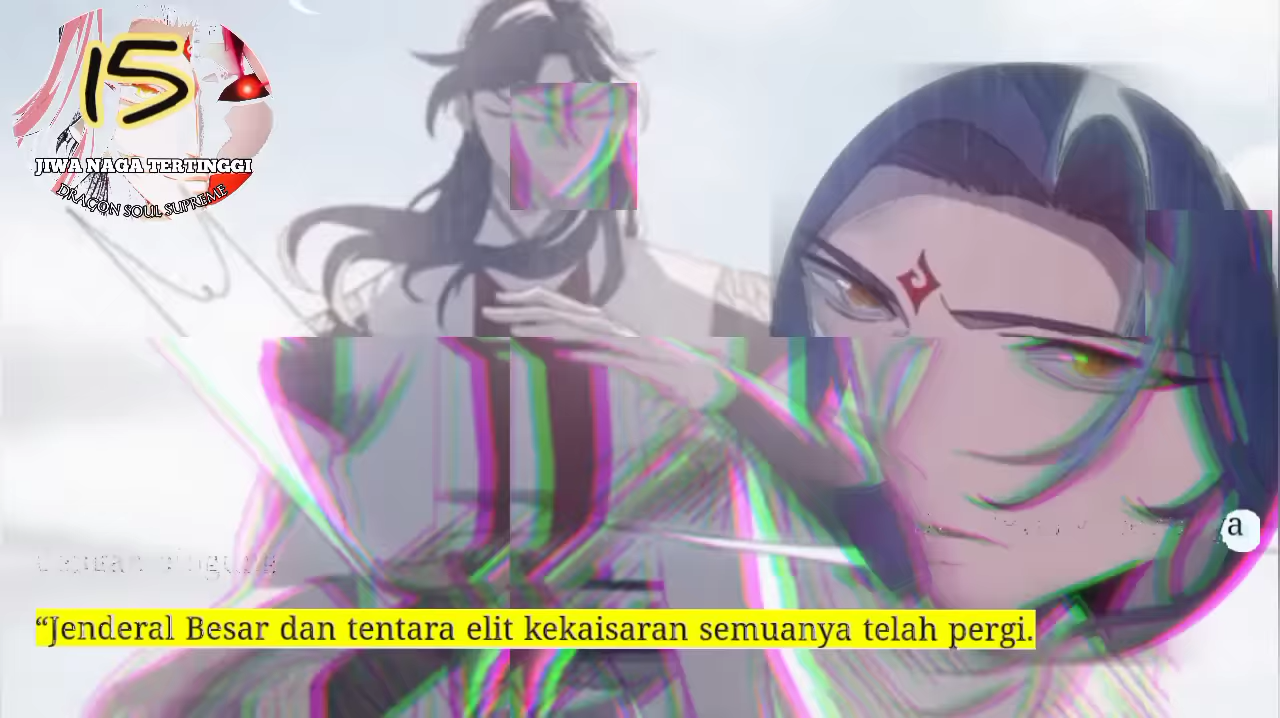 15
JIWA NAGA TERTINGGI
DRAGON SOUL SUPREME
a
“Jenderal Besar dan tentara elit kekaisaran semuanya telah pergi.